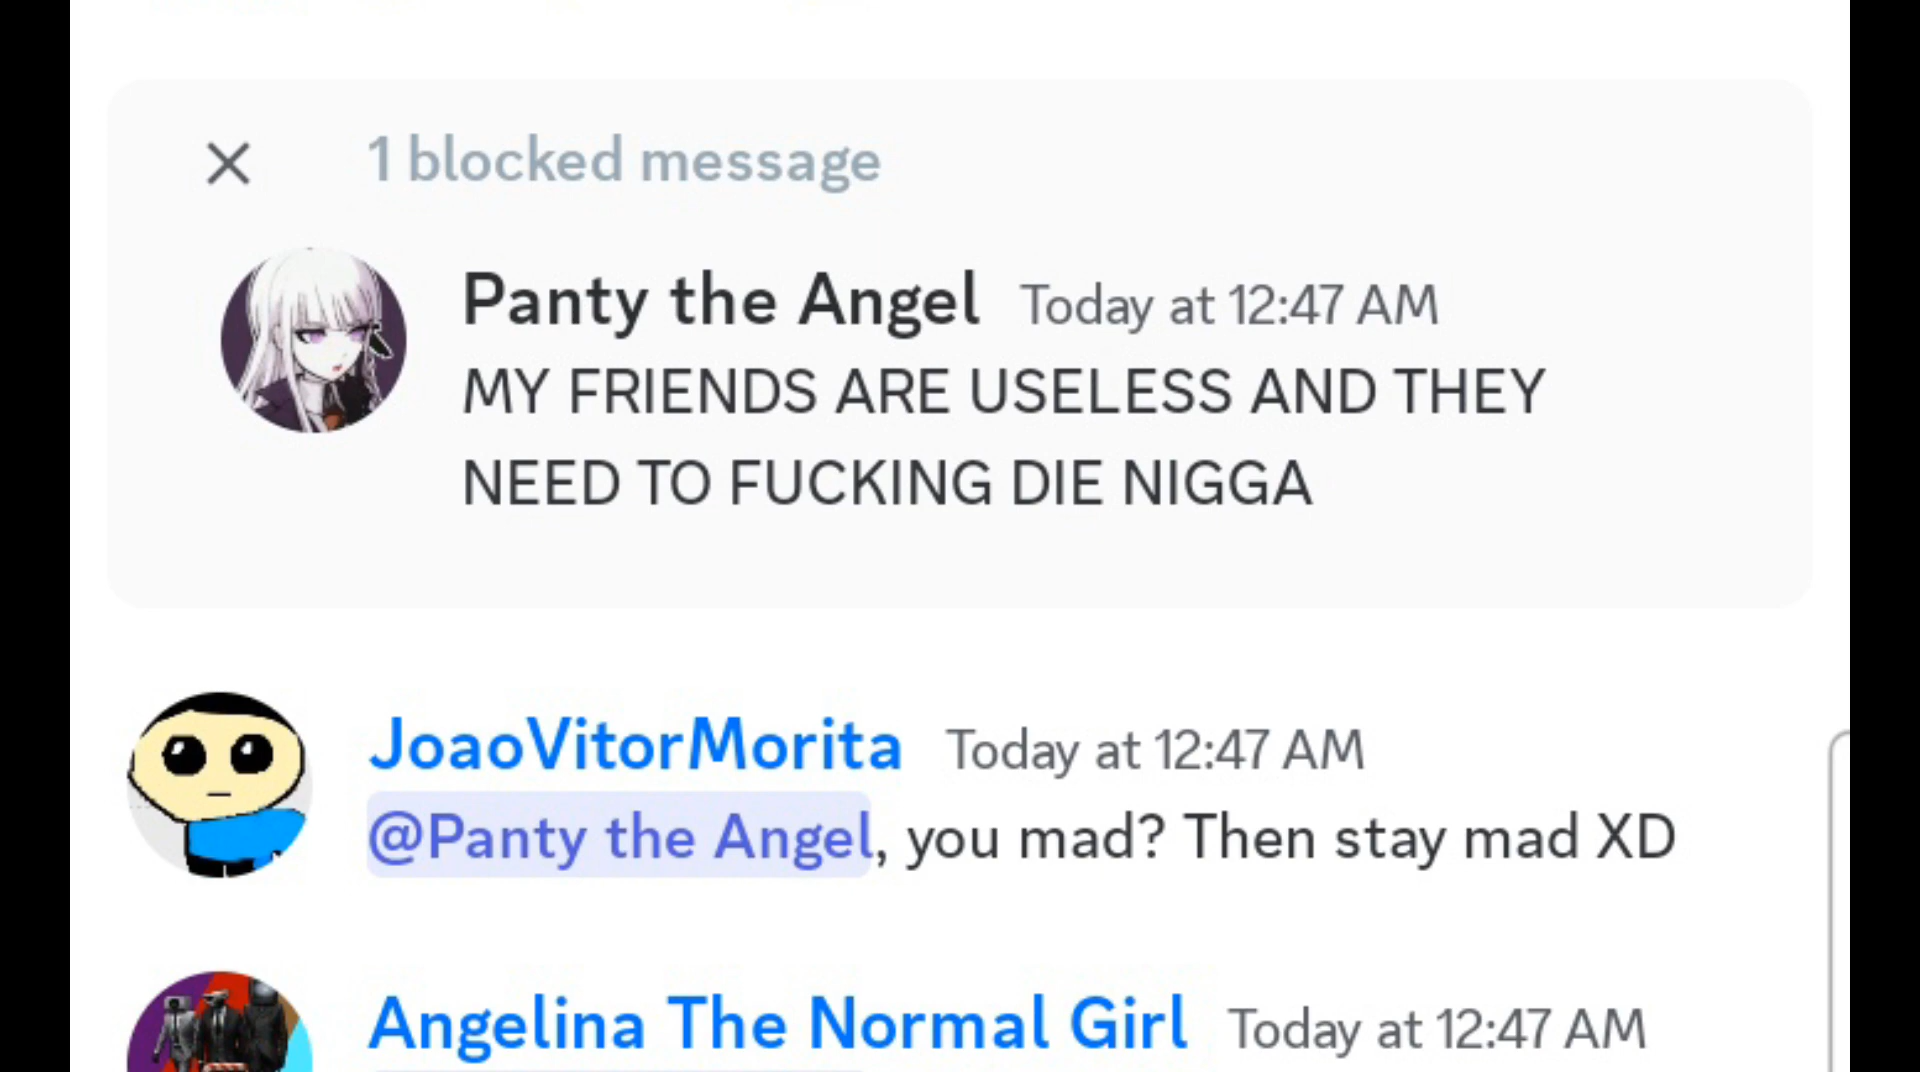 1 blocked message
Panty the Angel Today at 12:47 AM
MY FRIENDS ARE USELESS AND THEY
NEED TO FUCKING DIE NIGGA
JoaoVitorMorita Today at 12:47 AM
@Panty the Angel, you mad? Then stay mad XD
Angelina The Normal Girl Today at 12:47 AM